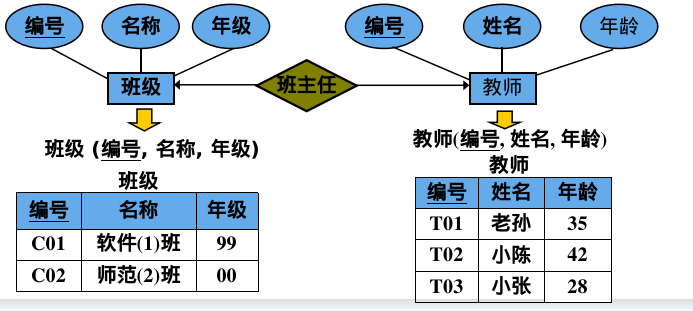 编号 名称 年级 编号 姓名 年龄
班级 班主任 教师
班级 (编号, 名称, 年级)
教师(编号, 姓名, 年龄)
班级
编号 名称 年级
C01 软件(1)班 99
C02 师范(2)班 00
教师
编号 姓名 年龄
T01 老孙 35
T02 小陈 42
T03 小张 28